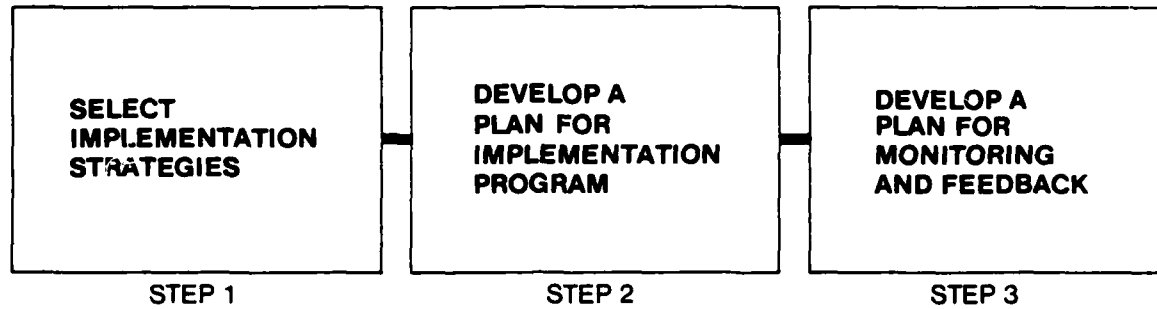 SELECT
IMPLEMENTATION
STRATEGIES
STEP 1
DEVELOP A
PLAN FOR
IMPLEMENTATION
PROGRAM
STEP 2
DEVELOP A
PLAN FOR
MONITORING
AND FEEDBACK
STEP 3